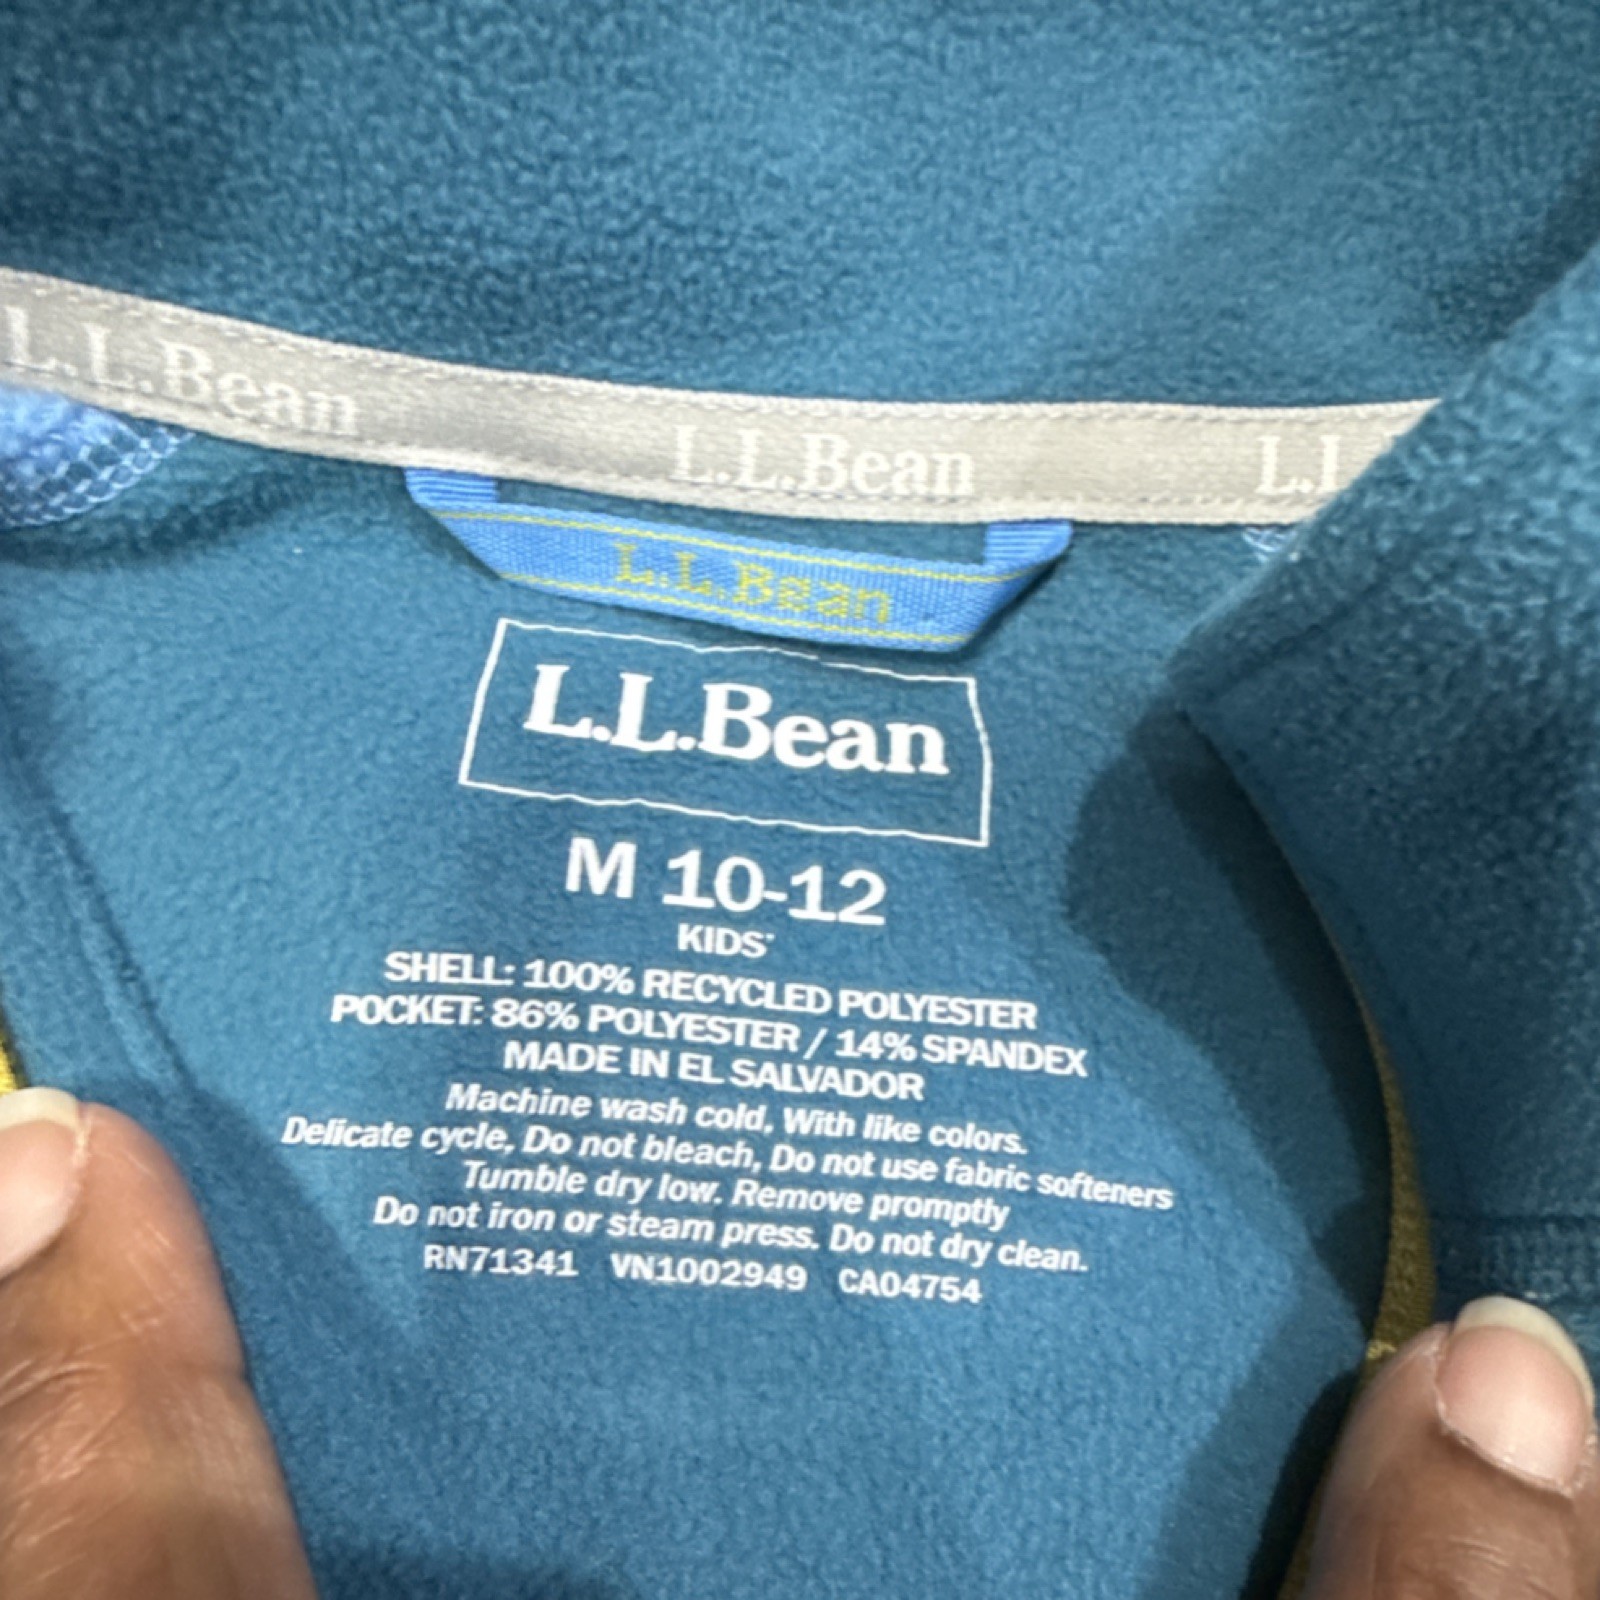 L.L.Bean
L.L.Bean
L.L
L.L.Bean
L.L.Bean
M 10-12
KIDS'
SHELL: 100% RECYCLED POLYESTER
POCKET: 86% POLYESTER / 14% SPANDEX
MADE IN EL SALVADOR
Machine wash cold, With like colors.
Delicate cycle, Do not bleach, Do not use fabric softeners
Tumble dry low. Remove promptly
Do not iron or steam press. Do not dry clean.
RN71341 VN1002949 CA04754